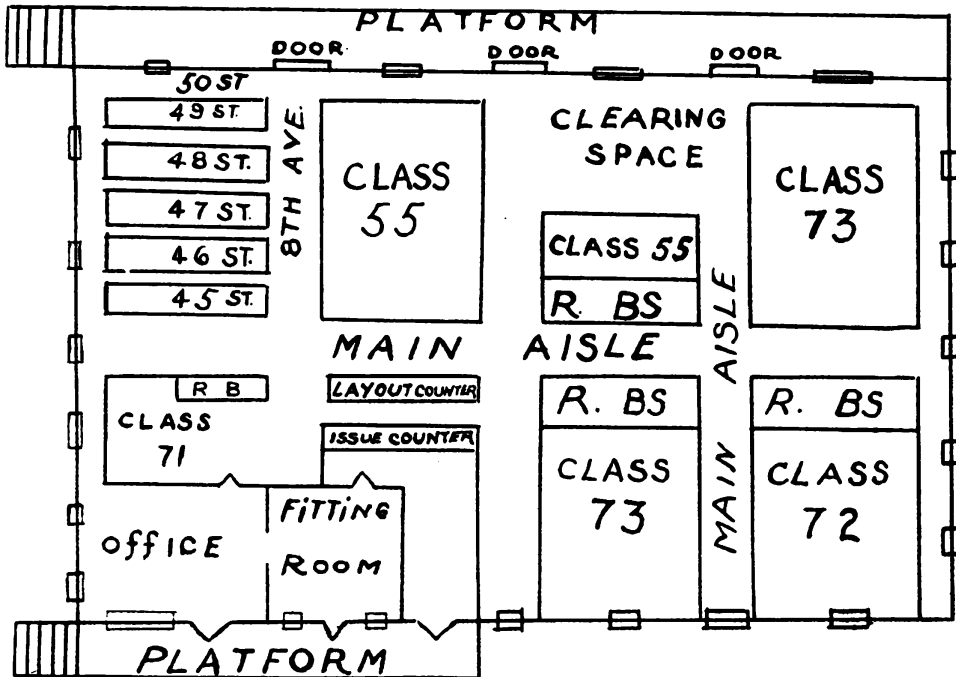 PLATFORM
DOOR
DOOR
DOOR
50 ST
49 ST.
48 ST.
47 ST.
46 ST.
45 ST.
8TH AVE.
CLASS
55
CLEARING
SPACE
CLASS 55
R. BS
CLASS
73
MAIN AISLE
MAIN AISLE
R B
CLASS
71
LAYOUT COUNTER
ISSUE COUNTER
R. BS
CLASS
73
R. BS
CLASS
72
OFFICE
FITTING
ROOM
PLATFORM